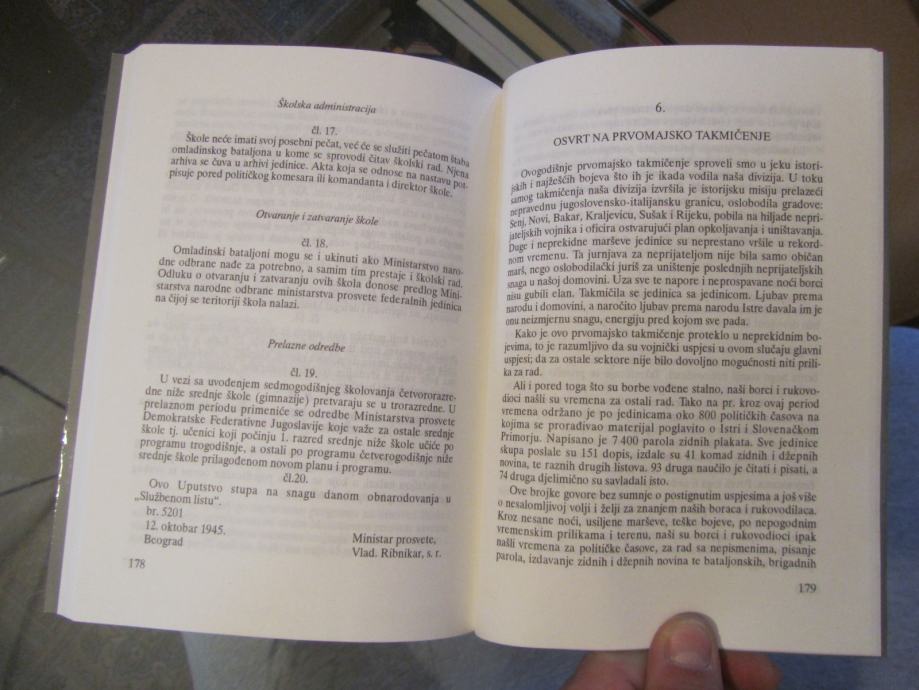 Školska administracija
čl. 17.
Škole neće imati svoj posebni pečat, već će se služiti pečatom štaba
omladinskog bataljona u kome se sprovodi čitav školski rad. Njena
arhiva se čuva u arhivi jedinice. Akta koja se odnose na nastavu pot-
pisuje pored političkog komesara ili komandanta i direktor škole.
Otvaranje i zatvaranje škole
čl. 18.
Omladinski bataljoni mogu se i ukinuti ako Ministarstvo naro-
dne odbrane nađe za potrebno, a samim tim prestaje i školski rad.
Odluku o otvaranju i zatvaranju ovih škola donose predlog Mini-
starstva narodne odbrane ministarstva prosvete federalnih jedinica
na čijoj se teritoriji škola nalazi.
Prelazne odredbe
čl. 19.
U vezi sa uvođenjem sedmogodišnjeg školovanja četvororazre-
dne niže srednje škole (gimnazije) pretvaraju se u trorazredne. U
prelaznom periodu primeniće se odredbe Ministarstva prosvete
Demokratske Federativne Jugoslavije koje važe za ostale srednje
škole tj. učenici koji počinju 1. razred srednje niže škole učiće po
programu trogodišnje, a ostali po programu četverogodišnje niže
srednje škole prilagođenom novom planu i programu.
čl.20.
Ovo Uputstvo stupa na snagu danom obnarodovanja u
„Službenom listu“.
br. 5201
12. oktobar 1945.
Beograd
Ministar prosvete,
Vlad. Ribnikar, s. r.
178
6.
OSVRT NA PRVOMAJSKO TAKMIČENJE
Ovogodišnje prvomajsko takmičenje sproveli smo u jeku istori-
jskih i najžešćih bojeva što ih je ikada vodila naša divizija. U toku
samog takmičenja naša divizija izvršila je istorijsku misiju prelazeći
nepravednu jugoslovensko-italijansku granicu, oslobodila gradove:
Senj, Novi, Bakar, Kraljevicu, Sušak i Rijeku, pobila na hiljade nepri-
jateljskih vojnika i oficira ostvarujući plan opkoljavanja i uništavanja.
Duge i neprekidne marševe jedinice su neprestano vršile u rekord-
nom vremenu. Ta jurnjava za neprijateljom nije bila samo običan
marš, nego oslobodilački juriš za uništenje poslednjih neprijateljskih
snaga u našoj domovini. Uza sve te napore i neprospavane noći borci
nisu gubili elan. Takmičila se jedinica sa jedinicom. Ljubav prema
narodu i domovini, a naročito ljubav prema narodu Istre davala im je
onu neizmjernu snagu, energiju pred kojom sve pada.
Kako je ovo prvomajsko takmičenje proteklo u neprekidnim bo-
jevima, to je razumljivo da su vojnički uspjesi u ovom slučaju glavni
uspjesi; da za ostale sektore nije bilo dovoljno mogućnosti niti prili-
ka za rad.
Ali i pored toga što su borbe vođene stalno, naši borci i rukovo-
dioci našli su vremena za ostali rad. Tako na pr. kroz ovaj period
vremena održano je po jedinicama oko 800 političkih časova na
kojima se prorađivao materijal poglavito o Istri i Slovenačkom
Primorju. Napisano je 7 400 parola zidnih plakata. Sve jedinice
skupa poslale su 151 dopis, izdale su 41 komad zidnih i džepnih
novina, te raznih drugih listova. 93 druga naučilo je čitati i pisati, a
74 druga djelimično su savladali isto.
Ove brojke govore bez sumnje o postignutim uspjesima a još više
o nesalomljivoj volji i želji za znanjem naših boraca i rukovodilaca.
Kroz nesane noći, usiljene marševe, teške bojeve, po nepogodnim
vremenskim prilikama i terenu, naši su borci i rukovodioci ipak
našli vremena za političke časove, za rad sa nepismenima, pisanje
parola, izdavanje zidnih i džepnih novina te bataljonskih, brigadnih
179